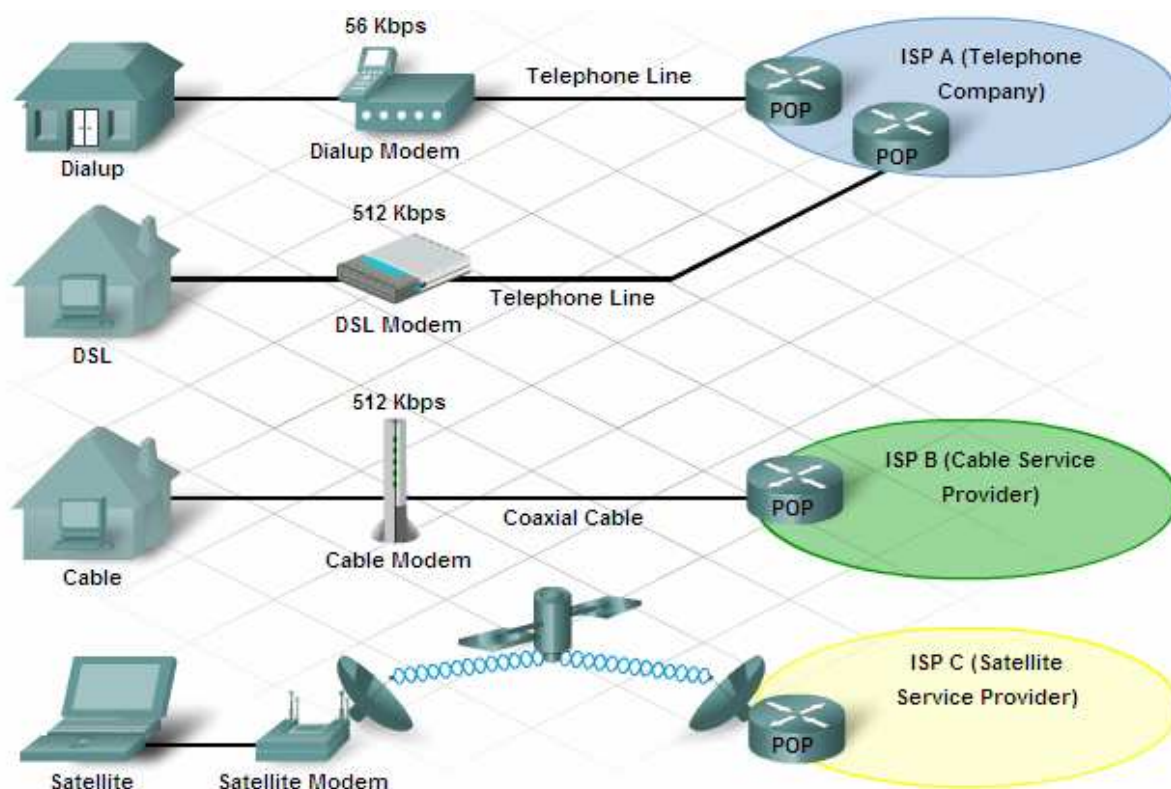 56 Kbps
Telephone Line
ISP A (Telephone
Company)
POP
POP
Dialup
Dialup Modem
512 Kbps
Telephone Line
DSL
DSL Modem
512 Kbps
Coaxial Cable
ISP B (Cable Service
Provider)
POP
Cable
Cable Modem
ISP C (Satellite
Service Provider)
POP
Satellite
Satellite Modem